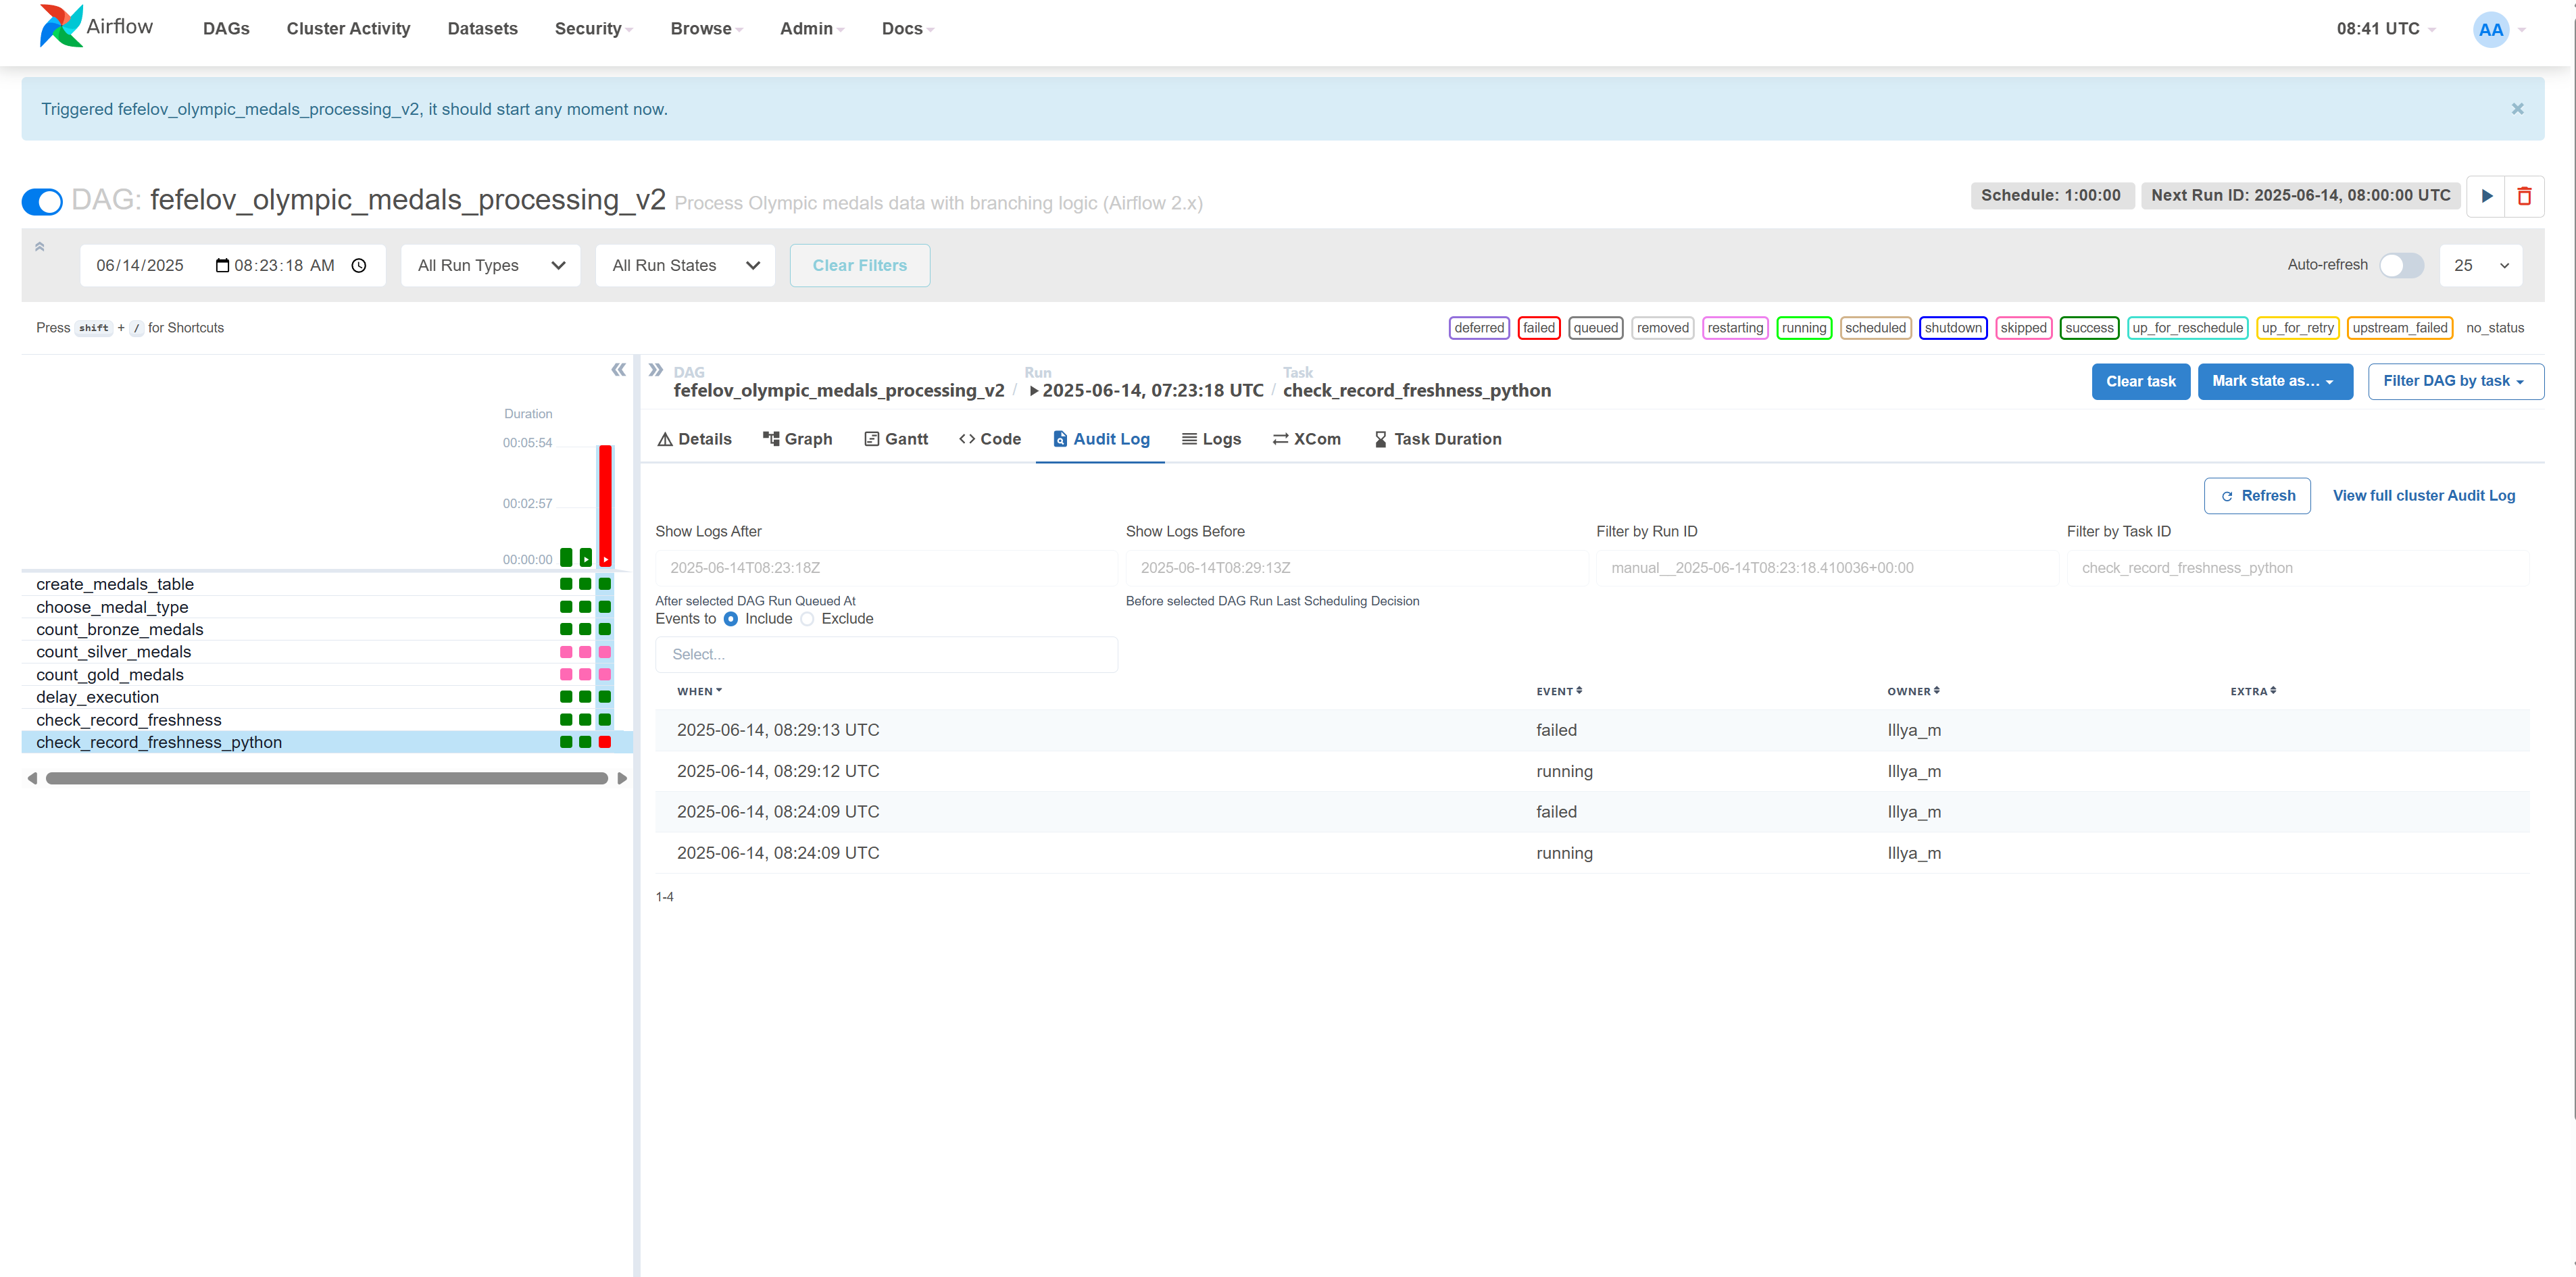 Airflow DAGs Cluster Activity Datasets Security Browse Admin Docs 08:41 UTC AA
Triggered fefelov_olympic_medals_processing_v2, it should start any moment now. ×
DAG: fefelov_olympic_medals_processing_v2 Process Olympic medals data with branching logic (Airflow 2.x) Schedule: 1:00:00 Next Run ID: 2025-06-14, 08:00:00 UTC
06/14/2025 08:23:18 AM All Run Types All Run States Clear Filters Auto-refresh 25
Press shift + / for Shortcuts deferred failed queued removed restarting running scheduled shutdown skipped success up_for_reschedule up_for_retry upstream_failed no_status
DAG Run Task
fefelov_olympic_medals_processing_v2 / 2025-06-14, 07:23:18 UTC / check_record_freshness_python Clear task Mark state as… Filter DAG by task
Duration
00:05:54
00:02:57
00:00:00
create_medals_table
choose_medal_type
count_bronze_medals
count_silver_medals
count_gold_medals
delay_execution
check_record_freshness
check_record_freshness_python
Details Graph Gantt Code Audit Log Logs XCom Task Duration
Refresh View full cluster Audit Log
Show Logs After Show Logs Before Filter by Run ID Filter by Task ID
2025-06-14T08:23:18Z 2025-06-14T08:29:13Z manual__2025-06-14T08:23:18.410036+00:00 check_record_freshness_python
After selected DAG Run Queued At Before selected DAG Run Last Scheduling Decision
Events to Include Exclude
Select...
WHEN EVENT OWNER EXTRA
2025-06-14, 08:29:13 UTC failed Illya_m
2025-06-14, 08:29:12 UTC running Illya_m
2025-06-14, 08:24:09 UTC failed Illya_m
2025-06-14, 08:24:09 UTC running Illya_m
1-4